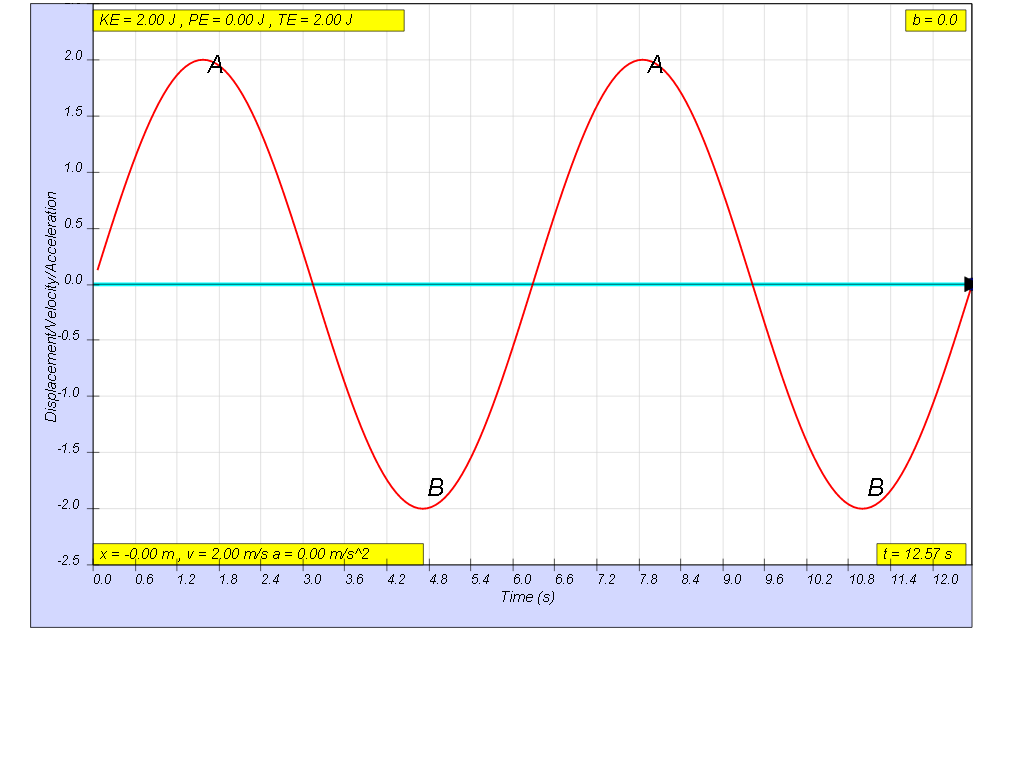 KE = 2.00 J , PE = 0.00 J , TE = 2.00 J
b = 0.0
2.0
1.5
1.0
0.5
0.0
-0.5
-1.0
-1.5
-2.0
-2.5
Displacement/Velocity/Acceleration
A
A
B
B
x = -0.00 m , v = 2.00 m/s a = 0.00 m/s^2
t = 12.57 s
0.0 0.6 1.2 1.8 2.4 3.0 3.6 4.2 4.8 5.4 6.0 6.6 7.2 7.8 8.4 9.0 9.6 10.2 10.8 11.4 12.0
Time (s)